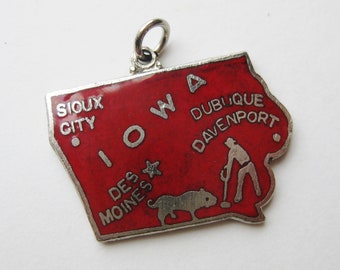 SIOUX
CITY
IOWA
DUBUQUE
DAVENPORT
DES
MOINES